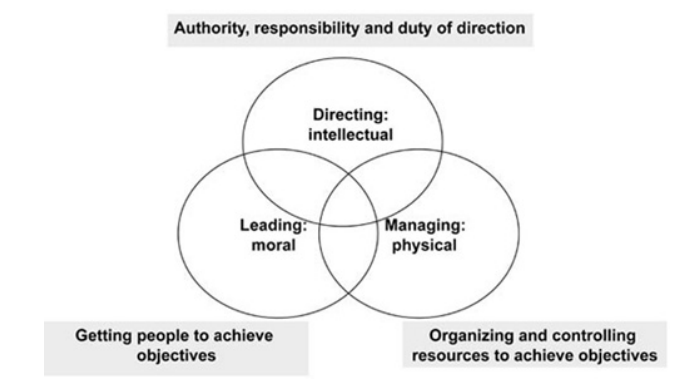 Authority, responsibility and duty of direction
Directing:
intellectual
Leading:
moral
Managing:
physical
Getting people to achieve
objectives
Organizing and controlling
resources to achieve objectives